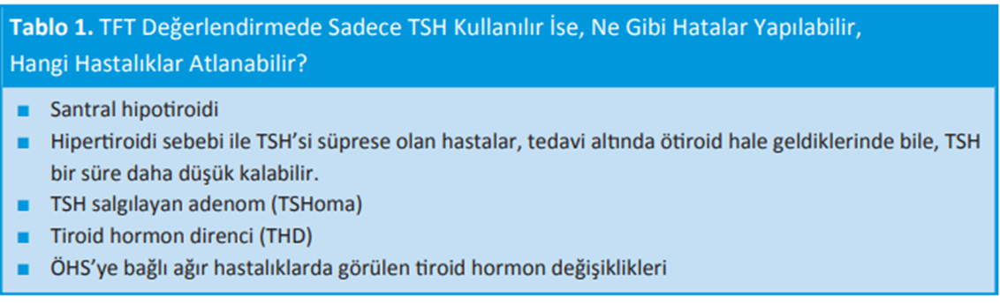 Tablo 1. TFT Değerlendirmede Sadece TSH Kullanılır İse, Ne Gibi Hatalar Yapılabilir,
Hangi Hastalıklar Atlanabilir?
■ Santral hipotiroidi
■ Hipertiroidi sebebi ile TSH’si süprese olan hastalar, tedavi altında ötiroid hale geldiklerinde bile, TSH
bir süre daha düşük kalabilir.
■ TSH salgılayan adenom (TSHoma)
■ Tiroid hormon direnci (THD)
■ ÖHS’ye bağlı ağır hastalıklarda görülen tiroid hormon değişiklikleri